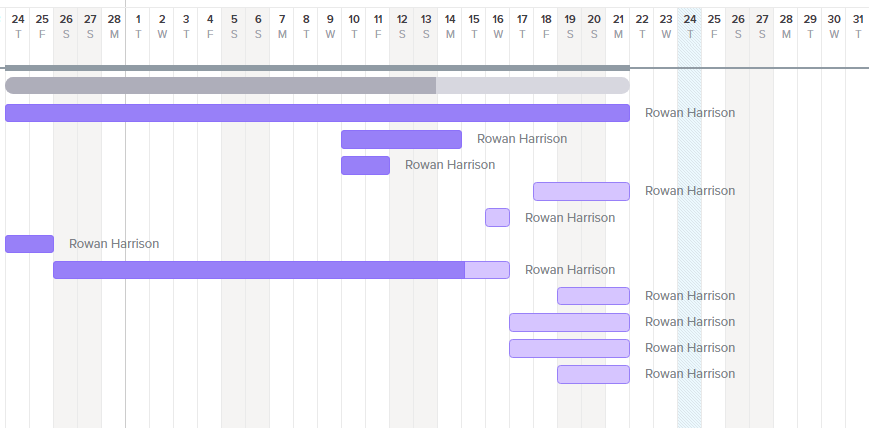 24 25 26 27 28 1 2 3 4 5 6 7 8 9 10 11 12 13 14 15 16 17 18 19 20 21 22 23 24 25 26 27 28 29 30 31
T F S S M T W T F S S M T W T F S S M T W T F S S M T W T F S S M T W T
Rowan Harrison
Rowan Harrison
Rowan Harrison
Rowan Harrison
Rowan Harrison
Rowan Harrison
Rowan Harrison
Rowan Harrison
Rowan Harrison
Rowan Harrison
Rowan Harrison